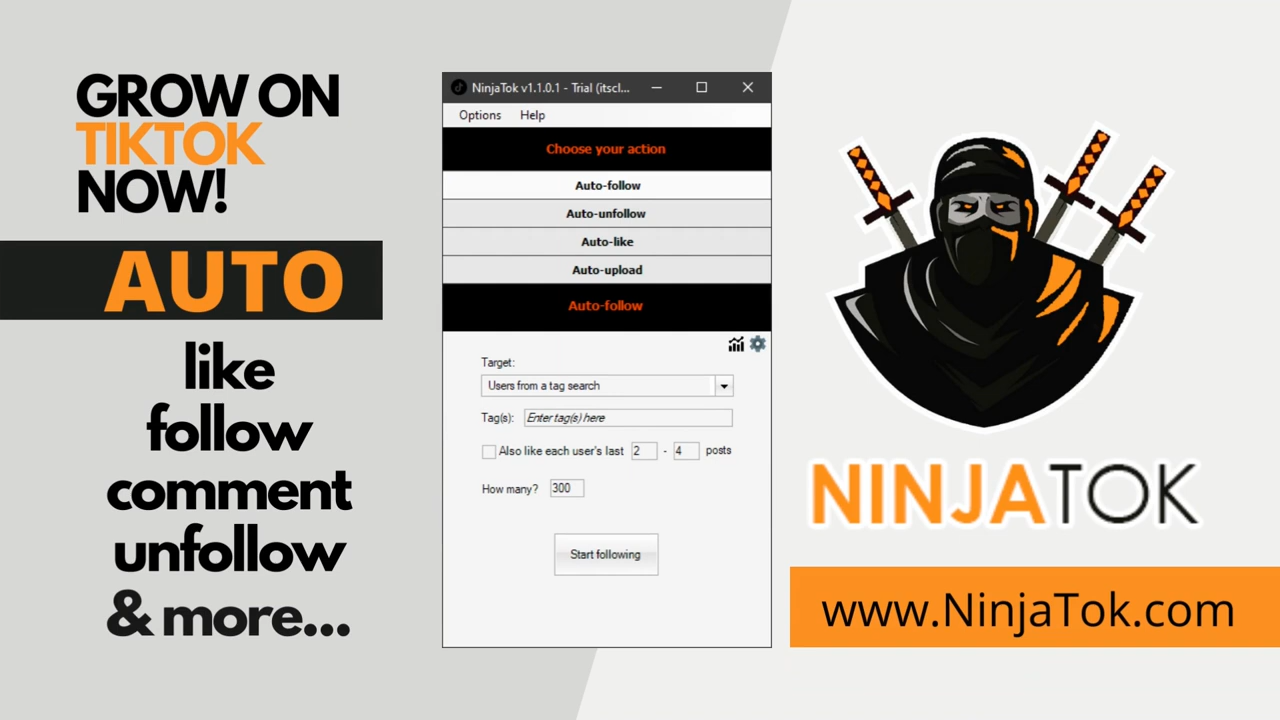 GROW ON
TIKTOK
NOW!
AUTO
like
follow
comment
unfollow
& more...
NinjaTok v1.1.0.1 - Trial (itscl...
Options Help
Choose your action
Auto-follow
Auto-unfollow
Auto-like
Auto-upload
Auto-follow
Target:
Users from a tag search
Tag(s): Enter tag(s) here
Also like each user's last 2 - 4 posts
How many? 300
Start following
NINJATOK
www.NinjaTok.com